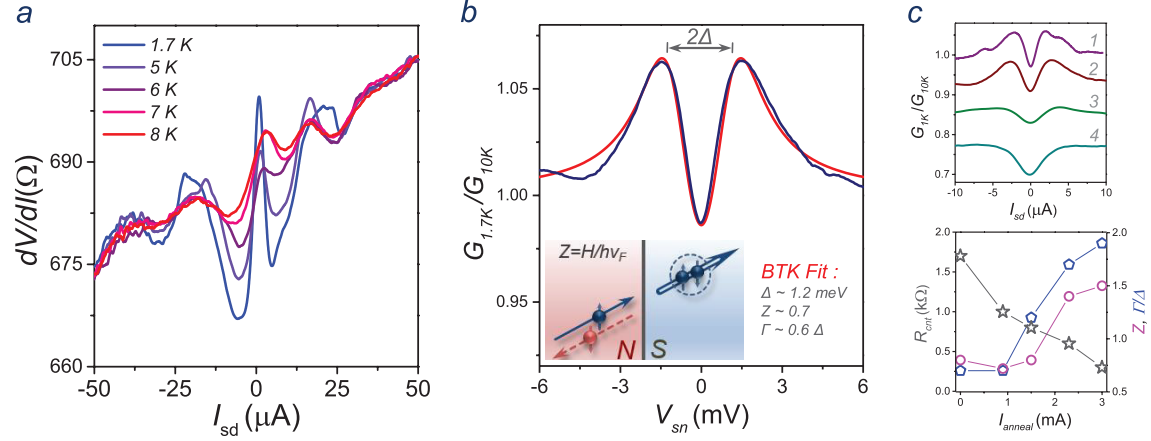 a
705
690
675
660
-50
-25
0
25
50
dV/dI(Ω)
I_sd (μA)
1.7 K
5 K
6 K
7 K
8 K
b
2Δ
1.05
1.00
0.95
-6
-3
0
3
6
G_1.7K/G_10K
V_sn (mV)
Z=H/hv_F
N
S
BTK Fit :
Δ ~ 1.2 meV
Z ~ 0.7
Γ ~ 0.6 Δ
c
1
2
3
4
1.0
0.9
0.8
0.7
-10
-5
0
5
10
G_1K/G_10K
I_sd (μA)
2.0
1.5
1.0
0.5
0.0
0
1
2
3
2.0
1.5
1.0
0.5
R_cnt (kΩ)
Z, Γ/Δ
I_anneal (mA)